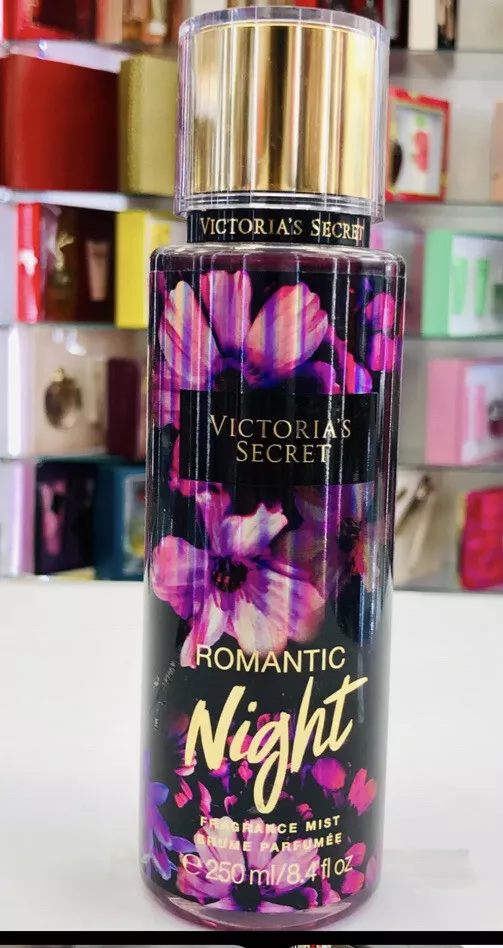 VICTORIA'S SECRET
VICTORIA'S
SECRET
ROMANTIC
Night
FRAGRANCE MIST
BRUME PARFUMÉE
℮ 250 ml/8.4 fl oz